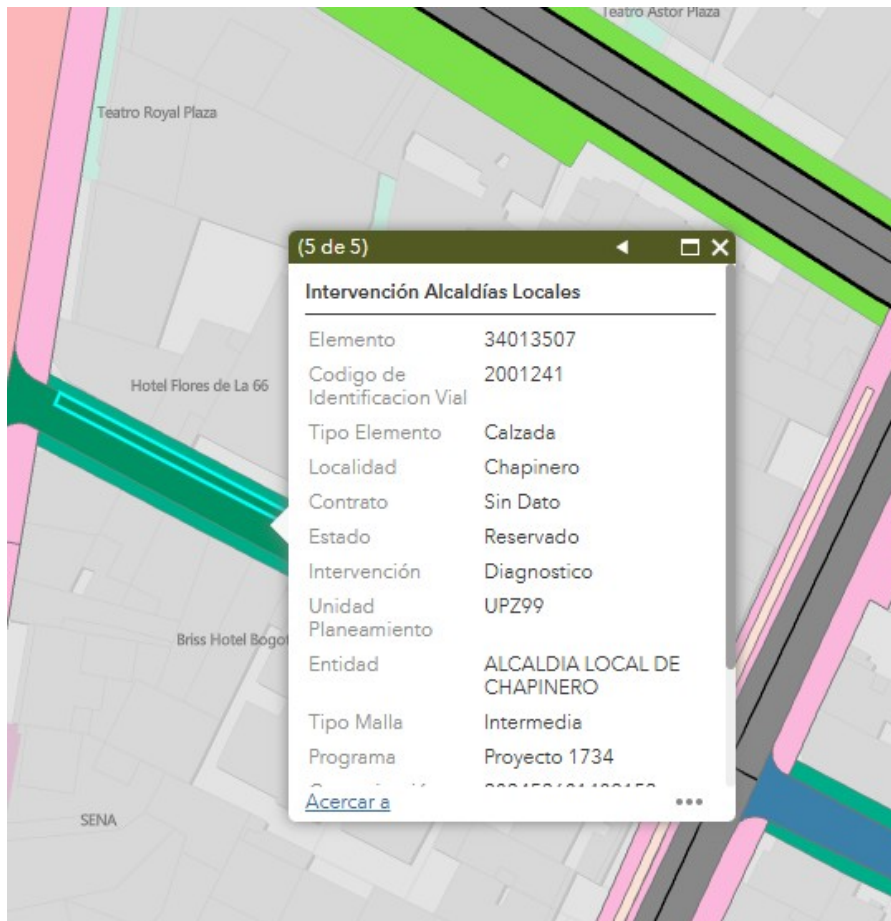 Teatro Astor Plaza
Teatro Royal Plaza
(5 de 5)
Intervención Alcaldías Locales
Elemento 34013507
Codigo de 2001241
Identificacion Vial
Tipo Elemento Calzada
Localidad Chapinero
Contrato Sin Dato
Estado Reservado
Intervención Diagnostico
Unidad UPZ99
Planeamiento
Entidad ALCALDIA LOCAL DE
CHAPINERO
Tipo Malla Intermedia
Programa Proyecto 1734
Acercar a
Hotel Flores de La 66
Briss Hotel Bogot
SENA